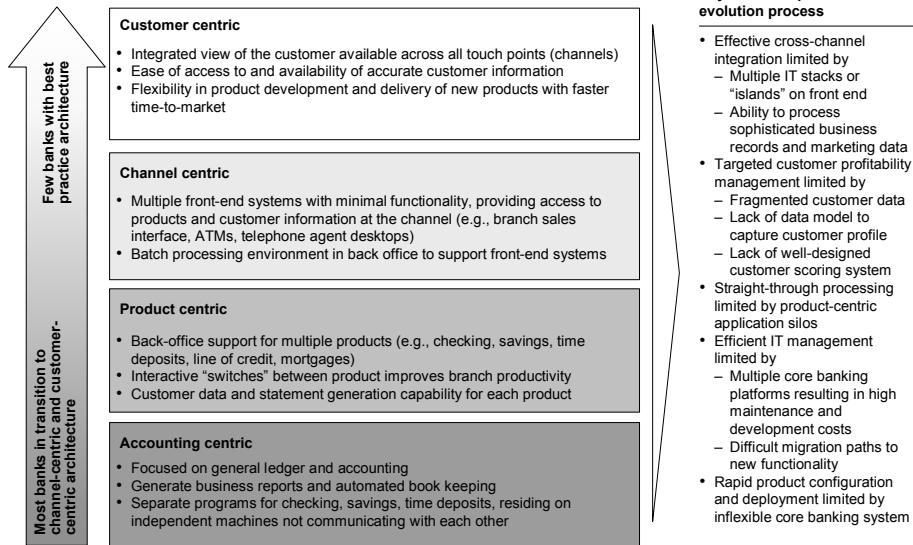 Few banks with best
practice architecture
Most banks in transition to
channel-centric and customer-
centric architecture
Customer centric
• Integrated view of the customer available across all touch points (channels)
• Ease of access to and availability of accurate customer information
• Flexibility in product development and delivery of new products with faster
time-to-market
Channel centric
• Multiple front-end systems with minimal functionality, providing access to
products and customer information at the channel (e.g., branch sales
interface, ATMs, telephone agent desktops)
• Batch processing environment in back office to support front-end systems
Product centric
• Back-office support for multiple products (e.g., checking, savings, time
deposits, line of credit, mortgages)
• Interactive “switches” between product improves branch productivity
• Customer data and statement generation capability for each product
Accounting centric
• Focused on general ledger and accounting
• Generate business reports and automated book keeping
• Separate programs for checking, savings, time deposits, residing on
independent machines not communicating with each other
evolution process
• Effective cross-channel
integration limited by
– Multiple IT stacks or
“islands” on front end
– Ability to process
sophisticated business
records and marketing data
• Targeted customer profitability
management limited by
– Fragmented customer data
– Lack of data model to
capture customer profile
– Lack of well-designed
customer scoring system
• Straight-through processing
limited by product-centric
application silos
• Efficient IT management
limited by
– Multiple core banking
platforms resulting in high
maintenance and
development costs
– Difficult migration paths to
new functionality
• Rapid product configuration
and deployment limited by
inflexible core banking system